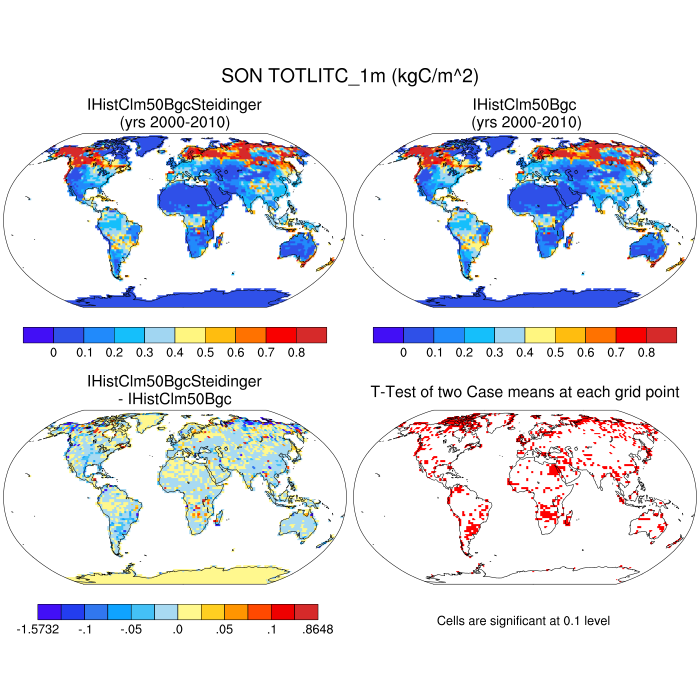 SON TOTLITC_1m (kgC/m^2)
IHistClm50BgcSteidinger
(yrs 2000-2010)
IHistClm50Bgc
(yrs 2000-2010)
0 0.1 0.2 0.3 0.4 0.5 0.6 0.7 0.8
0 0.1 0.2 0.3 0.4 0.5 0.6 0.7 0.8
IHistClm50BgcSteidinger
- IHistClm50Bgc
T-Test of two Case means at each grid point
-1.5732 -.1 -.05 .0 .05 .1 .8648
Cells are significant at 0.1 level